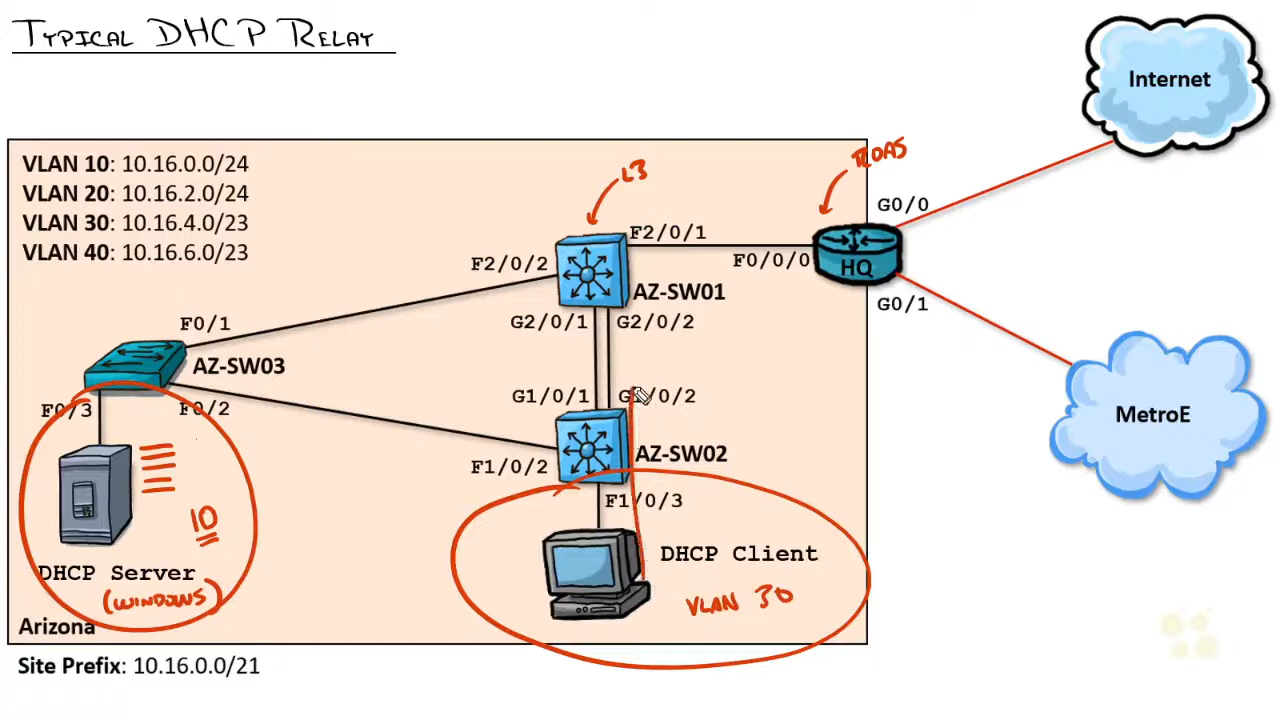 TYPICAL DHCP RELAY
Internet
VLAN 10: 10.16.0.0/24
VLAN 20: 10.16.2.0/24
VLAN 30: 10.16.4.0/23
VLAN 40: 10.16.6.0/23
L3
ROAS
G0/0
F2/0/1
F0/0/0
HQ
G0/1
F2/0/2
AZ-SW01
G2/0/1
G2/0/2
F0/1
AZ-SW03
F0/3
F0/2
G1/0/1
G1/0/2
MetroE
AZ-SW02
F1/0/2
F1/0/3
10
DHCP Client
VLAN 30
DHCP Server
(WINDOWS)
Arizona
Site Prefix: 10.16.0.0/21